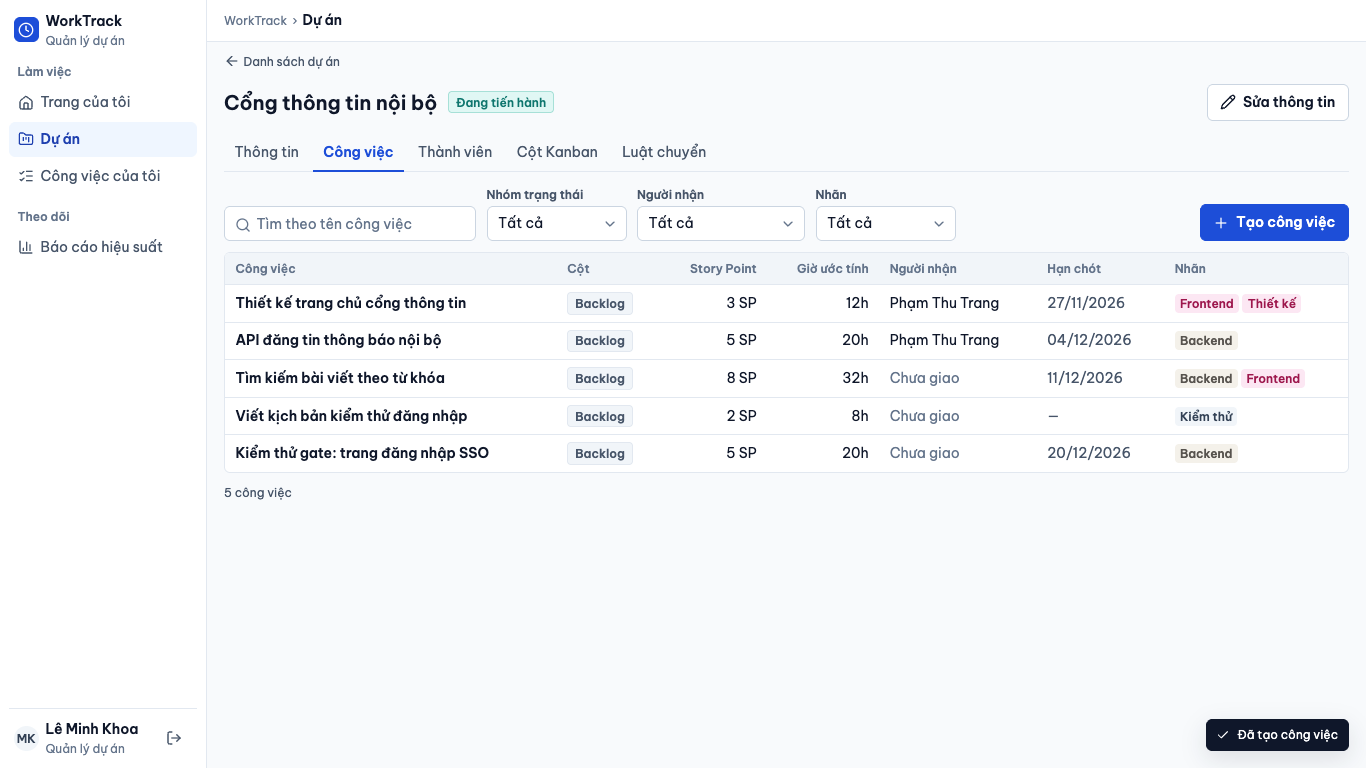 WorkTrack
Quản lý dự án
Làm việc
Trang của tôi
Dự án
Công việc của tôi
Theo dõi
Báo cáo hiệu suất
MK
Lê Minh Khoa
Quản lý dự án
WorkTrack › Dự án
Danh sách dự án
Cổng thông tin nội bộ Đang tiến hành
Sửa thông tin
Thông tin Công việc Thành viên Cột Kanban Luật chuyển
Nhóm trạng thái Người nhận Nhãn
Tìm theo tên công việc Tất cả Tất cả Tất cả
Tạo công việc
Công việc Cột Story Point Giờ ước tính Người nhận Hạn chót Nhãn
Thiết kế trang chủ cổng thông tin Backlog 3 SP 12h Phạm Thu Trang 27/11/2026 Frontend Thiết kế
API đăng tin thông báo nội bộ Backlog 5 SP 20h Phạm Thu Trang 04/12/2026 Backend
Tìm kiếm bài viết theo từ khóa Backlog 8 SP 32h Chưa giao 11/12/2026 Backend Frontend
Viết kịch bản kiểm thử đăng nhập Backlog 2 SP 8h Chưa giao — Kiểm thử
Kiểm thử gate: trang đăng nhập SSO Backlog 5 SP 20h Chưa giao 20/12/2026 Backend
5 công việc
Đã tạo công việc